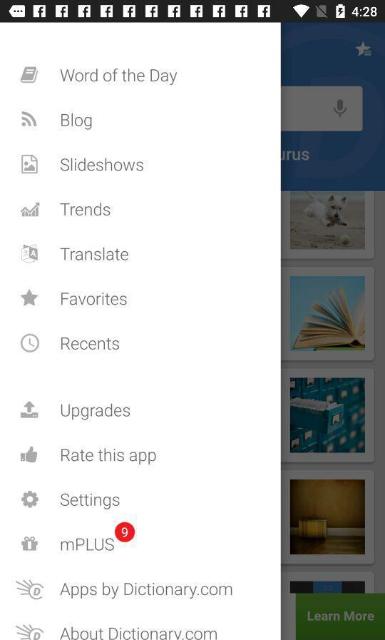 4:28
Word of the Day
Blog
urus
Slideshows
Trends
Translate
Favorites
Recents
Upgrades
Rate this app
Settings
9
mPLUS
Apps by Dictionary.com
Learn More
About Dictionary.com